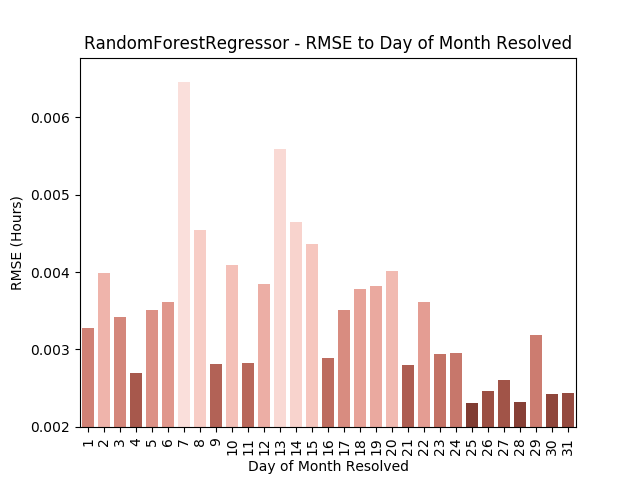 RandomForestRegressor - RMSE to Day of Month Resolved
RMSE (Hours)
0.006
0.005
0.004
0.003
0.002
1 2 3 4 5 6 7 8 9 10 11 12 13 14 15 16 17 18 19 20 21 22 23 24 25 26 27 28 29 30 31
Day of Month Resolved